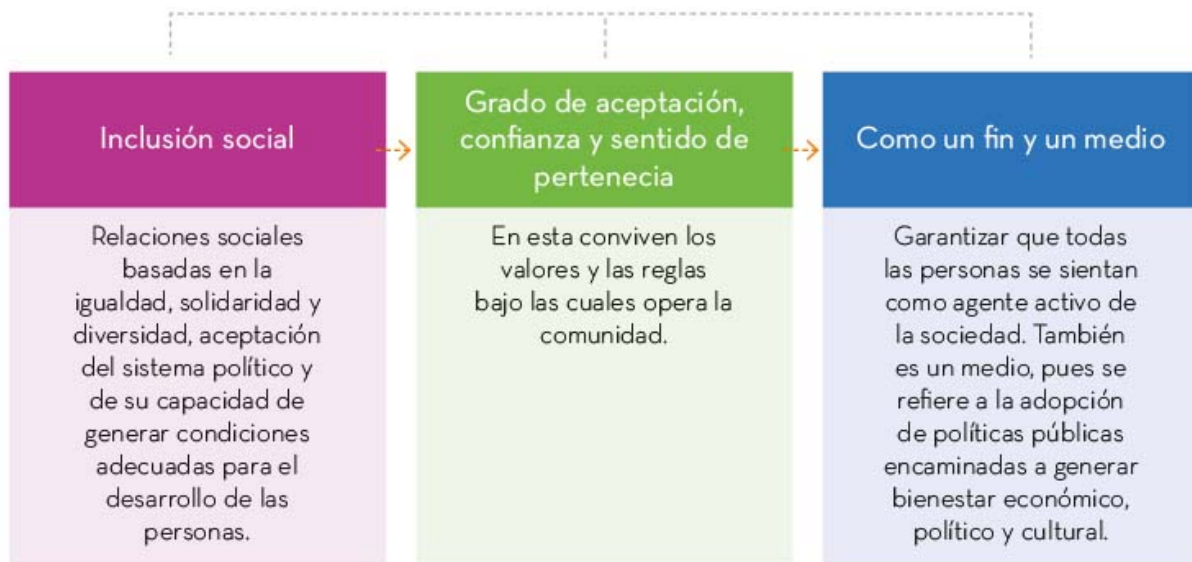 Inclusión social
Relaciones sociales
basadas en la
igualdad, solidaridad y
diversidad, aceptación
del sistema político y
de su capacidad de
generar condiciones
adecuadas para el
desarrollo de las
personas.
Grado de aceptación,
confianza y sentido de
pertenecia
En esta conviven los
valores y las reglas
bajo las cuales opera la
comunidad.
Como un fin y un medio
Garantizar que todas
las personas se sientan
como agente activo de
la sociedad. También
es un medio, pues se
refiere a la adopción
de políticas públicas
encaminadas a generar
bienestar económico,
político y cultural.